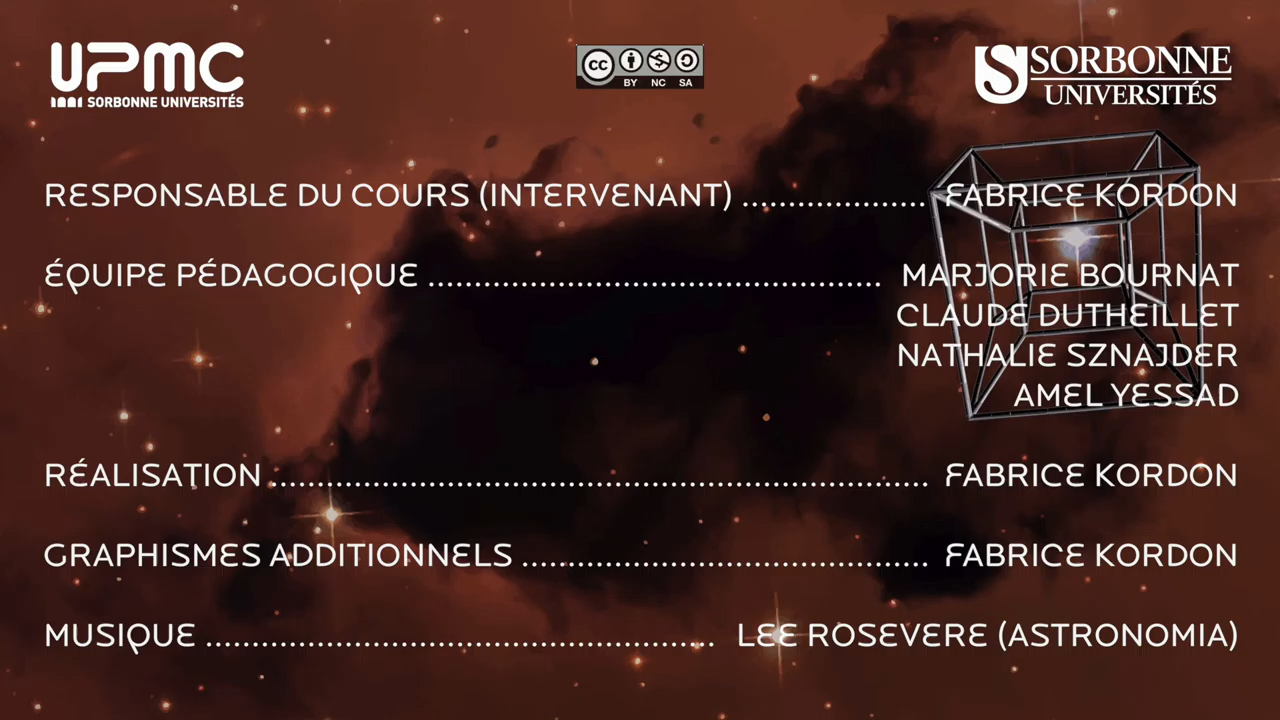 UPMC
SORBONNE UNIVERSITÉS
cc
BY NC SA
SORBONNE
UNIVERSITÉS
RESPONSABLE DU COURS (INTERVENANT) .................... FABRICE KORDON
ÉQUIPE PÉDAGOGIQUE ................................................. MARJORIE BOURNAT
CLAUDE DUTHEILLET
NATHALIE SZNAJDER
AMEL YESSAD
RÉALISATION ....................................................................... FABRICE KORDON
GRAPHISMES ADDITIONNELS ............................................ FABRICE KORDON
MUSIQUE ....................................................... LEE ROSEVERE (ASTRONOMIA)